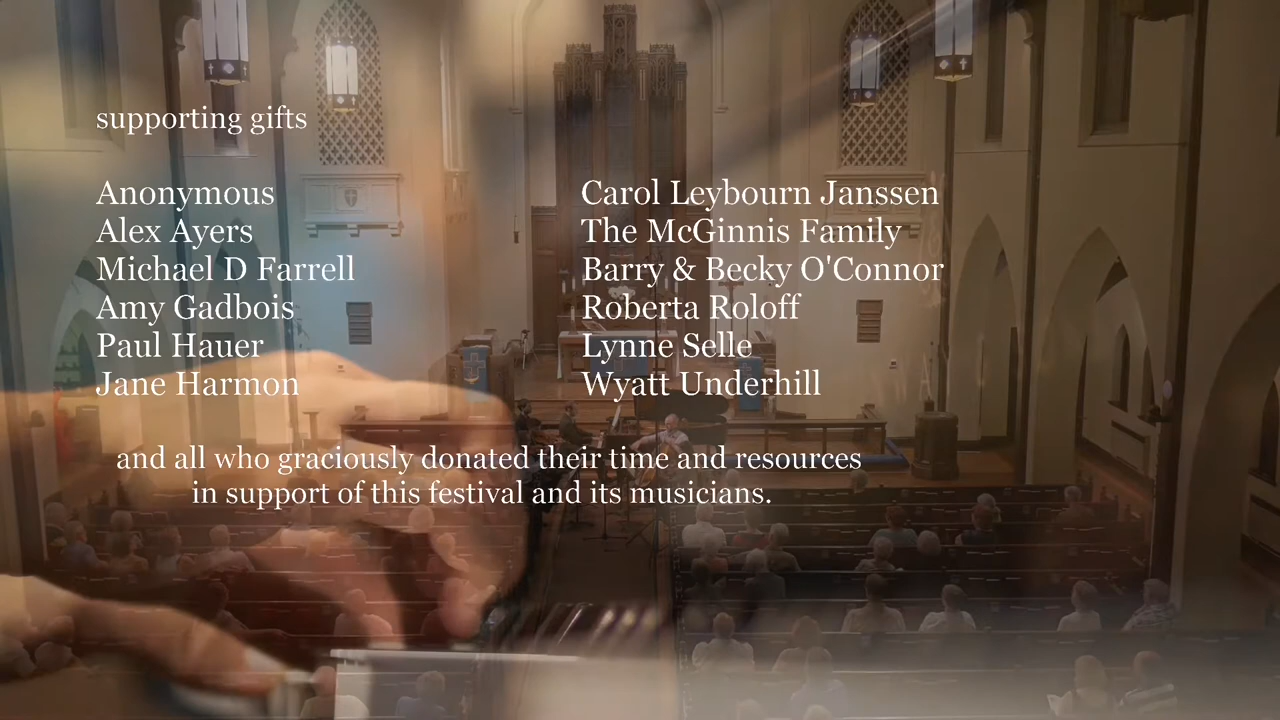 supporting gifts
Anonymous
Alex Ayers
Michael D Farrell
Amy Gadbois
Paul Hauer
Jane Harmon
Carol Leybourn Janssen
The McGinnis Family
Barry & Becky O'Connor
Roberta Roloff
Lynne Selle
Wyatt Underhill
and all who graciously donated their time and resources
in support of this festival and its musicians.